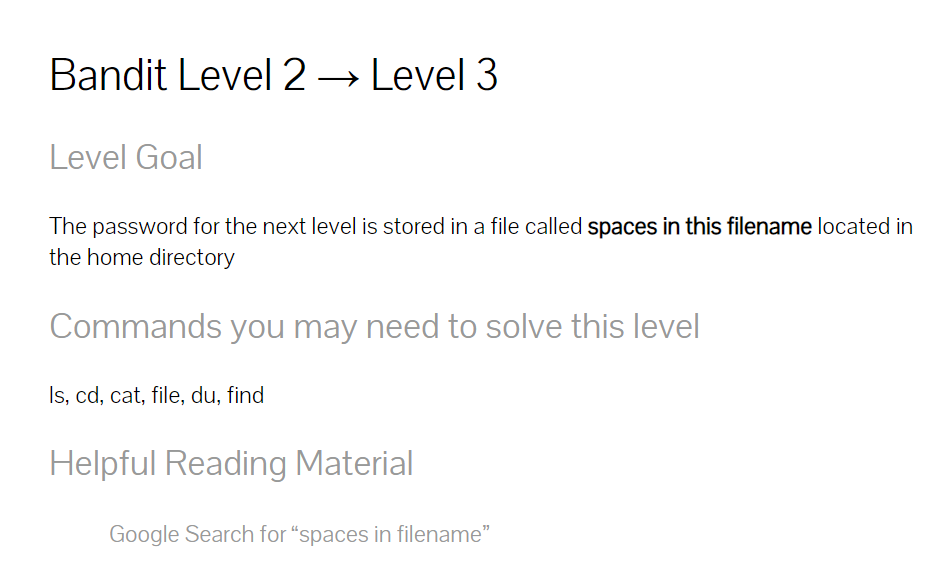 Bandit Level 2 → Level 3
Level Goal
The password for the next level is stored in a file called spaces in this filename located in
the home directory
Commands you may need to solve this level
ls, cd, cat, file, du, find
Helpful Reading Material
Google Search for “spaces in filename”